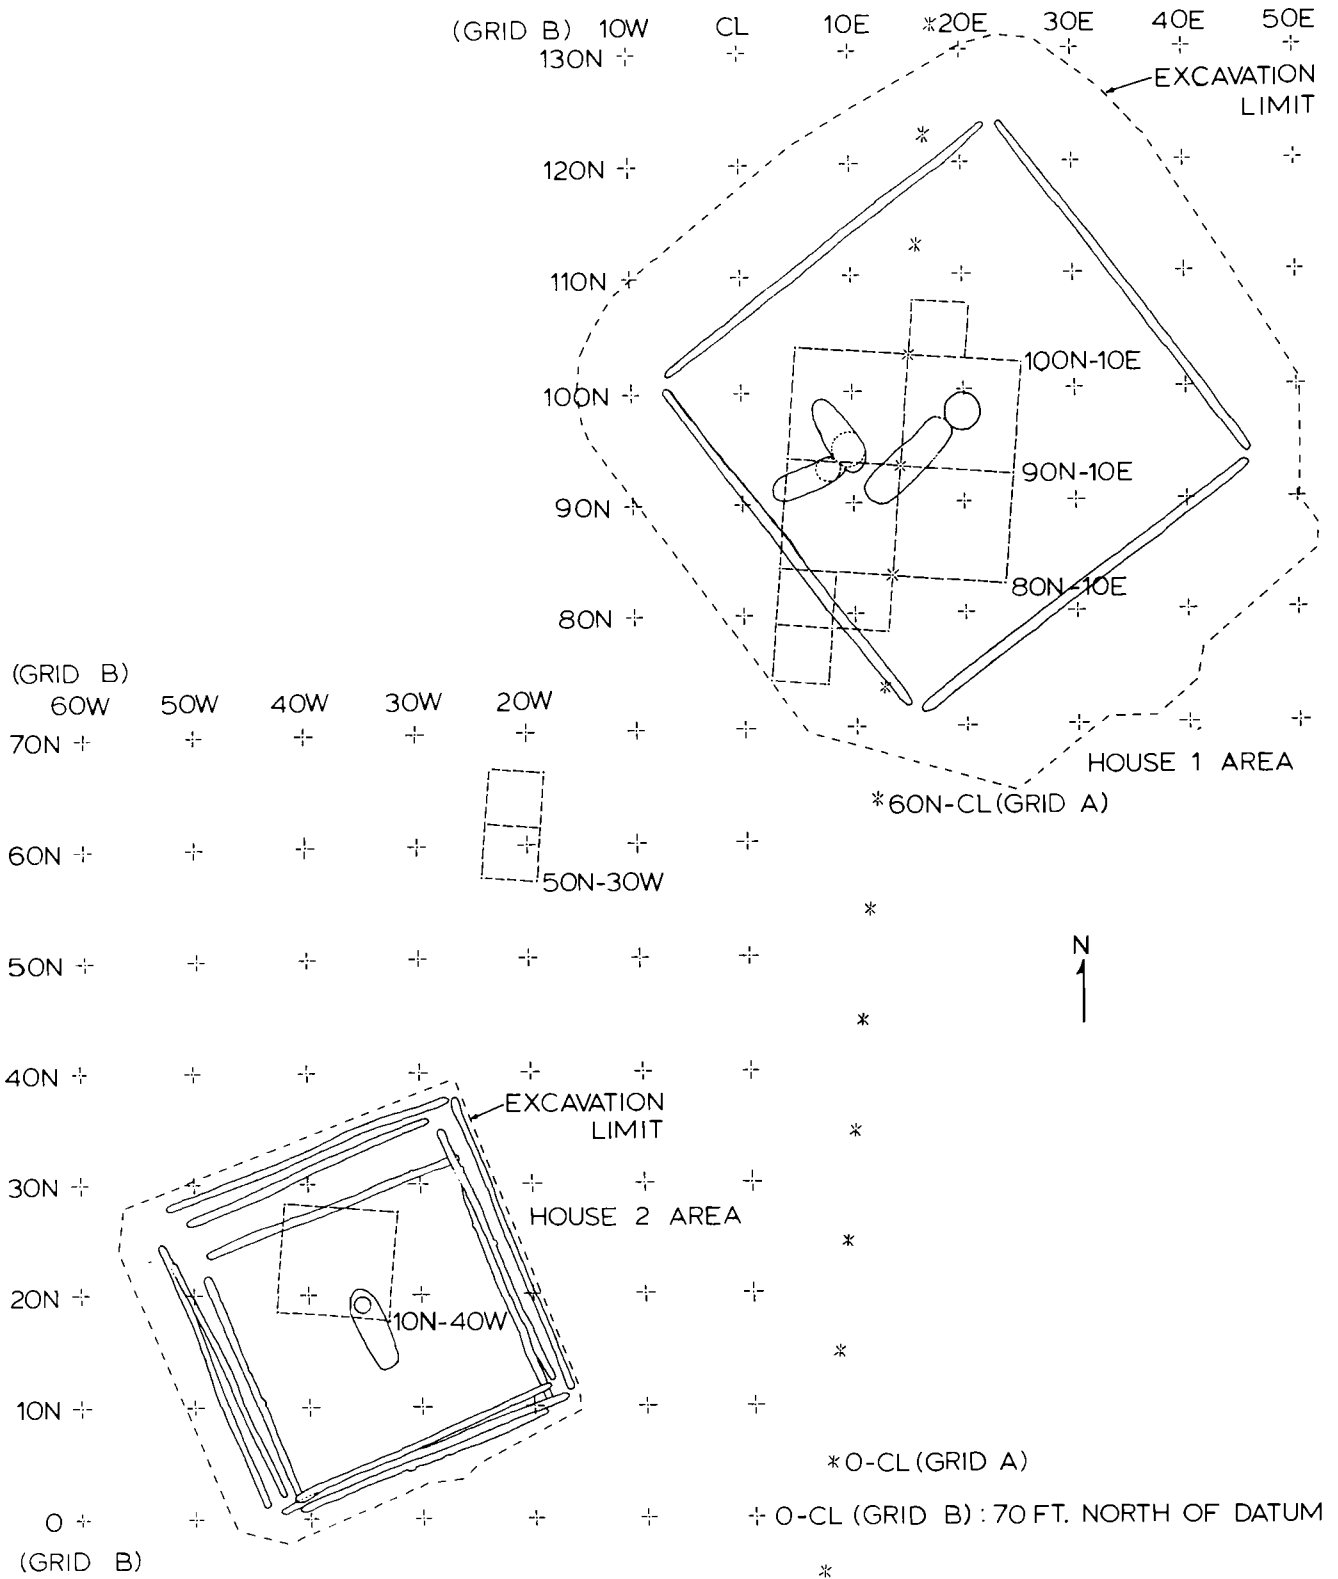 (GRID B) 10W CL 10E *20E 30E 40E 50E
130N
EXCAVATION
LIMIT
120N
110N
100N-10E
100N
90N-10E
90N
80N-10E
80N
(GRID B)
60W 50W 40W 30W 20W
70N
HOUSE 1 AREA
*60N-CL (GRID A)
60N
50N-30W
50N
N
40N
EXCAVATION
LIMIT
30N
HOUSE 2 AREA
20N
10N-40W
10N
*0-CL (GRID A)
0
0-CL (GRID B) : 70 FT. NORTH OF DATUM
(GRID B)